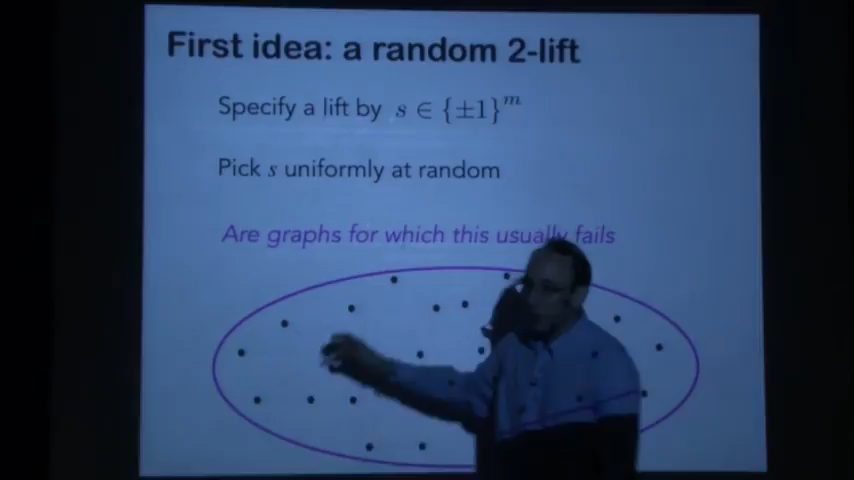 First idea: a random 2-lift
Specify a lift by s ∈ {±1}^m
Pick s uniformly at random
Are graphs for which this usually fails